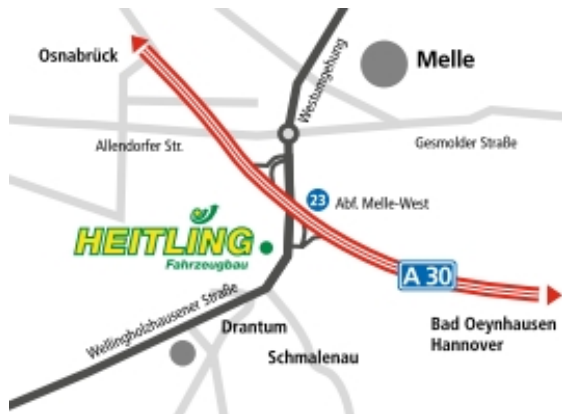 Osnabrück
Melle
Westumgehung
Allendorfer Str.
Gesmolder Straße
23
Abf. Melle-West
HEITLING
Fahrzeugbau
A 30
Wellingholzhausener Straße
Drantum
Bad Oeynhausen
Hannover
Schmalenau